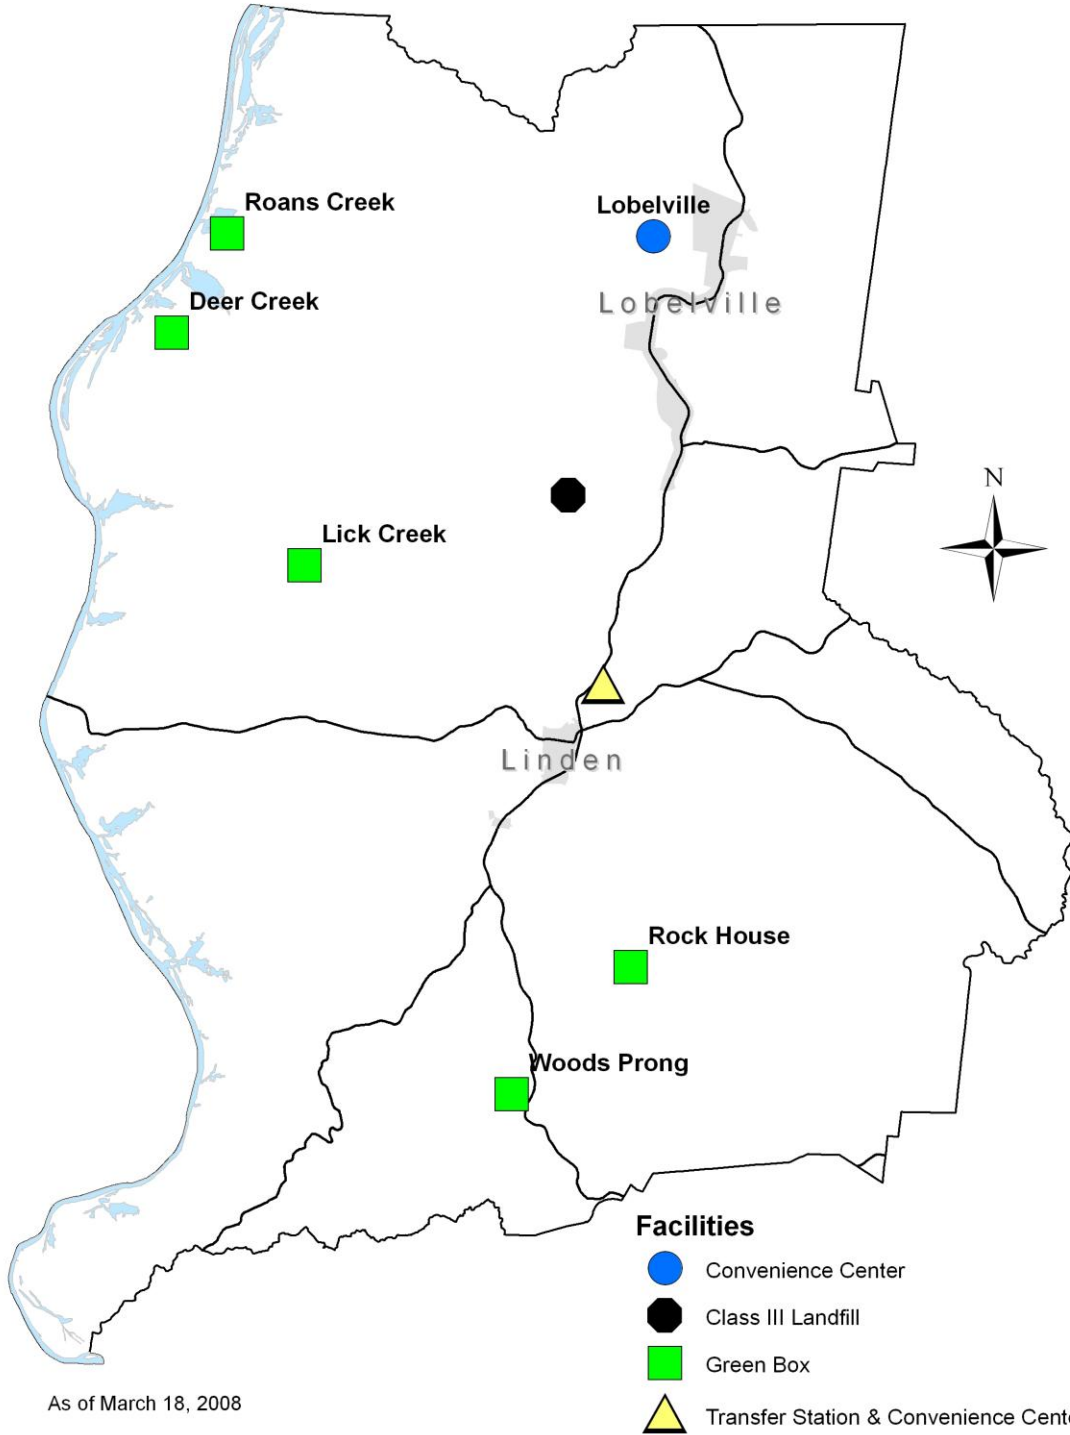 Roans Creek
Lobelville
Deer Creek
Lobelville
N
Lick Creek
Linden
Rock House
Woods Prong
Facilities
Convenience Center
Class III Landfill
Green Box
As of March 18, 2008
Transfer Station & Convenience Cente